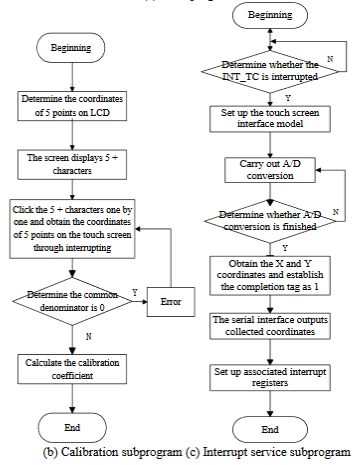 Beginning
Determine the coordinates
of 5 points on LCD
The screen displays 5 +
characters
Click the 5 + characters one by
one and obtain the coordinates
of 5 points on the touch screen
through interrupting
Determine the common
denominator is 0
Y
Error
N
Calculate the calibration
coefficient
End
Beginning
Determine whether the
INT_TC is interrupted
N
Y
Set up the touch screen
interface model
Carry out A/D
conversion
Determine whether A/D
conversion is finished
N
Y
Obtain the X and Y
coordinates and establish
the completion tag as 1
The serial interface outputs
collected coordinates
Set up associated interrupt
registers
End
(b) Calibration subprogram (c) Interrupt service subprogram